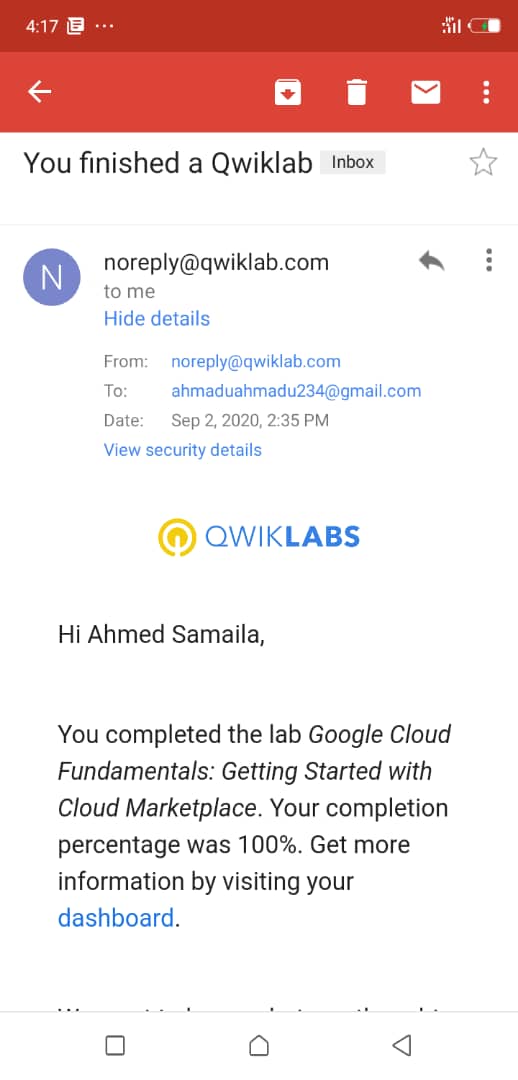 4:17
You finished a Qwiklab Inbox
N
noreply@qwiklab.com
to me
Hide details
From: noreply@qwiklab.com
To: ahmaduahmadu234@gmail.com
Date: Sep 2, 2020, 2:35 PM
View security details
QWIKLABS
Hi Ahmed Samaila,
You completed the lab Google Cloud
Fundamentals: Getting Started with
Cloud Marketplace. Your completion
percentage was 100%. Get more
information by visiting your
dashboard.